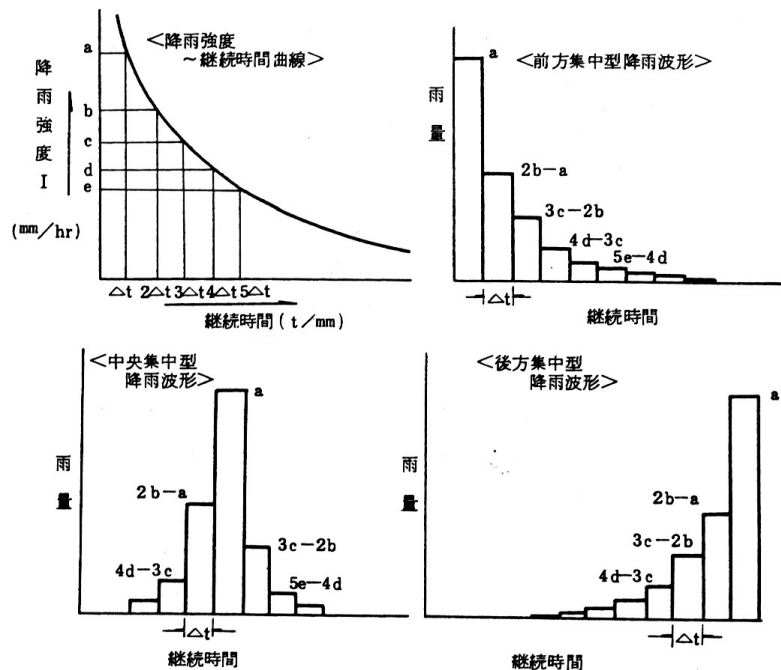 <降雨強度
～継続時間曲線>
降雨強度I
(mm/hr)
a
b
c
d
e
△t 2△t 3△t 4△t 5△t
継続時間(t/mm)
<前方集中型降雨波形>
雨量
a
2b−a
3c−2b
4d−3c
5e−4d
△t
継続時間
<中央集中型
降雨波形>
雨量
a
2b−a
3c−2b
4d−3c
5e−4d
△t
継続時間
<後方集中型
降雨波形>
雨量
a
2b−a
3c−2b
4d−3c
△t
継続時間